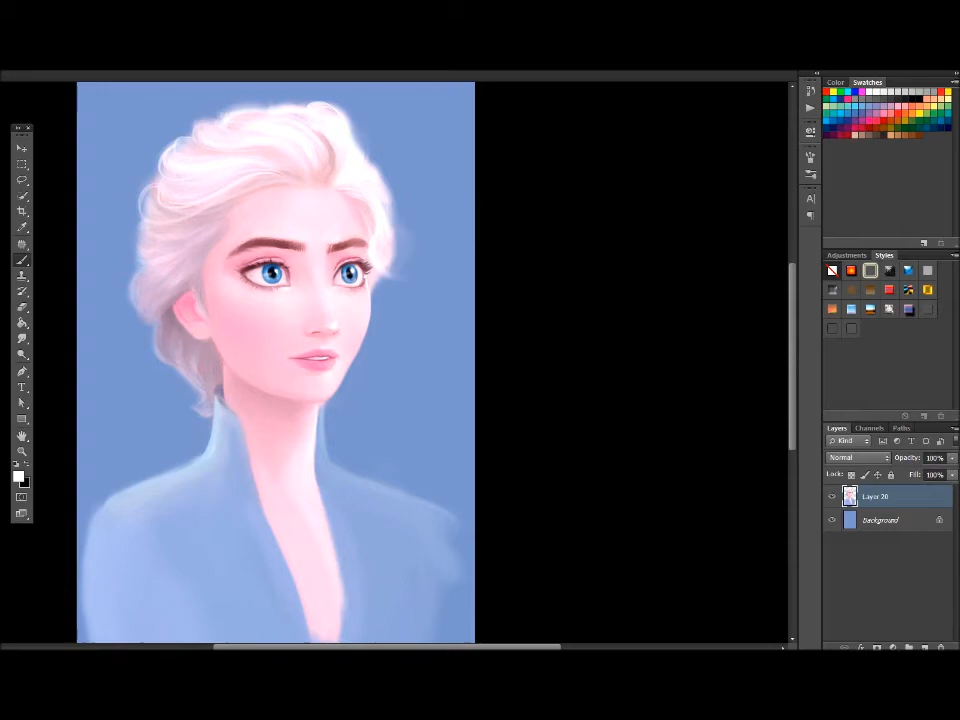 Color Swatches
Adjustments Styles
Layers Channels Paths
Kind
Normal Opacity: 100%
Lock: Fill: 100%
Layer 20
Background